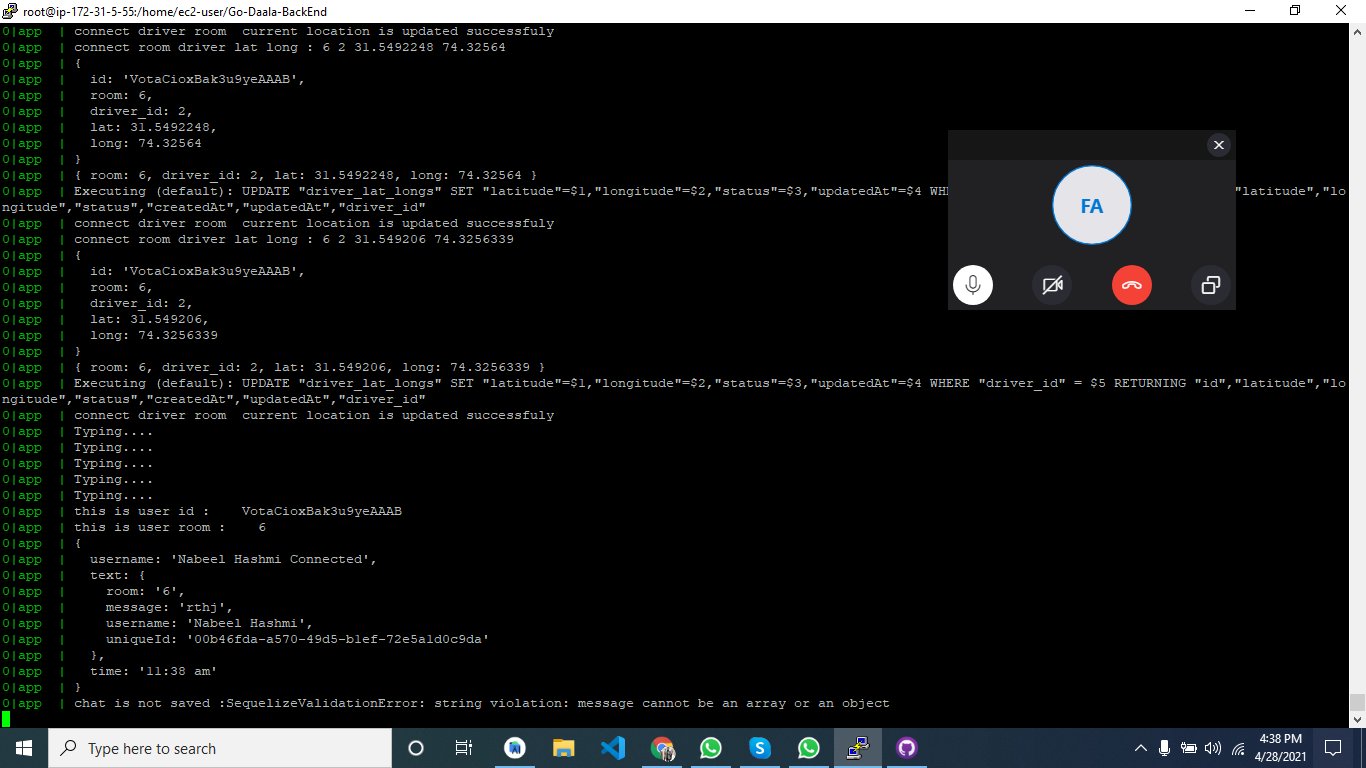 root@ip-172-31-5-55:/home/ec2-user/Go-Daala-BackEnd
0|app | connect driver room current location is updated successfuly
0|app | connect room driver lat long : 6 2 31.5492248 74.32564
0|app | {
0|app | id: 'VotaCioxBak3u9yeAAAB',
0|app | room: 6,
0|app | driver_id: 2,
0|app | lat: 31.5492248,
0|app | long: 74.32564
0|app | }
0|app | { room: 6, driver_id: 2, lat: 31.5492248, long: 74.32564 }
0|app | Executing (default): UPDATE "driver_lat_longs" SET "latitude"=$1,"longitude"=$2,"status"=$3,"updatedAt"=$4 WHE "latitude","lo
ngitude","status","createdAt","updatedAt","driver_id"
0|app | connect driver room current location is updated successfuly
0|app | connect room driver lat long : 6 2 31.549206 74.3256339
0|app | {
0|app | id: 'VotaCioxBak3u9yeAAAB',
0|app | room: 6,
0|app | driver_id: 2,
0|app | lat: 31.549206,
0|app | long: 74.3256339
0|app | }
0|app | { room: 6, driver_id: 2, lat: 31.549206, long: 74.3256339 }
0|app | Executing (default): UPDATE "driver_lat_longs" SET "latitude"=$1,"longitude"=$2,"status"=$3,"updatedAt"=$4 WHERE "driver_id" = $5 RETURNING "id","latitude","lo
ngitude","status","createdAt","updatedAt","driver_id"
0|app | connect driver room current location is updated successfuly
0|app | Typing....
0|app | Typing....
0|app | Typing....
0|app | Typing....
0|app | Typing....
0|app | this is user id : VotaCioxBak3u9yeAAAB
0|app | this is user room : 6
0|app | {
0|app | username: 'Nabeel Hashmi Connected',
0|app | text: {
0|app | room: '6',
0|app | message: 'rthj',
0|app | username: 'Nabeel Hashmi',
0|app | uniqueId: '00b46fda-a570-49d5-b1ef-72e5a1d0c9da'
0|app | },
0|app | time: '11:38 am'
0|app | }
0|app | chat is not saved :SequelizeValidationError: string violation: message cannot be an array or an object
FA
Type here to search
4:38 PM
4/28/2021